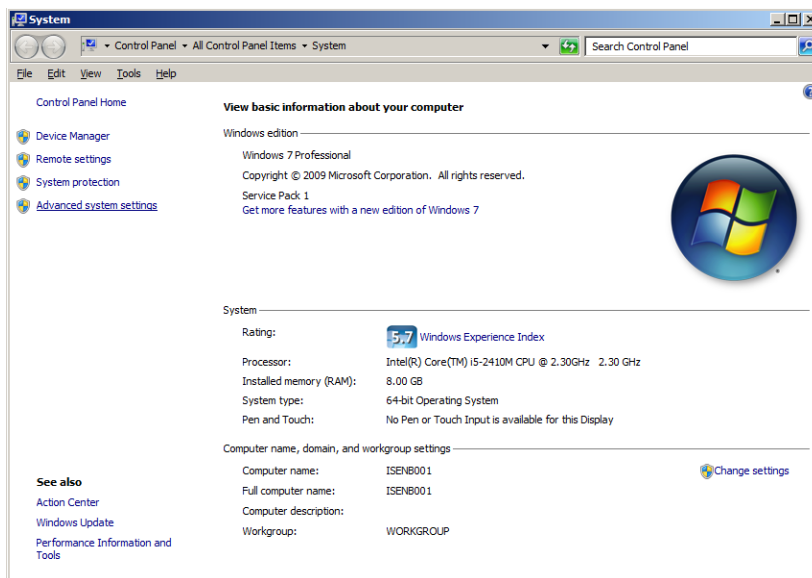 System
Control Panel All Control Panel Items System
Search Control Panel
File Edit View Tools Help
Control Panel Home
Device Manager
Remote settings
System protection
Advanced system settings
See also
Action Center
Windows Update
Performance Information and
Tools
View basic information about your computer
Windows edition
Windows 7 Professional
Copyright © 2009 Microsoft Corporation. All rights reserved.
Service Pack 1
Get more features with a new edition of Windows 7
System
Rating: 5.7 Windows Experience Index
Processor: Intel(R) Core(TM) i5-2410M CPU @ 2.30GHz 2.30 GHz
Installed memory (RAM): 8.00 GB
System type: 64-bit Operating System
Pen and Touch: No Pen or Touch Input is available for this Display
Computer name, domain, and workgroup settings
Computer name: ISENB001 Change settings
Full computer name: ISENB001
Computer description:
Workgroup: WORKGROUP